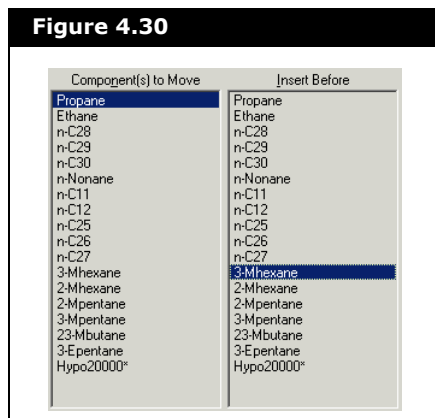 Figure 4.30
Component(s) to Move
Propane
Ethane
n-C28
n-C29
n-C30
n-Nonane
n-C11
n-C12
n-C25
n-C26
n-C27
3-Mhexane
2-Mhexane
2-Mpentane
3-Mpentane
23-Mbutane
3-Epentane
Hypo20000*
Insert Before
Propane
Ethane
n-C28
n-C29
n-C30
n-Nonane
n-C11
n-C12
n-C25
n-C26
n-C27
3-Mhexane
2-Mhexane
2-Mpentane
3-Mpentane
23-Mbutane
3-Epentane
Hypo20000*